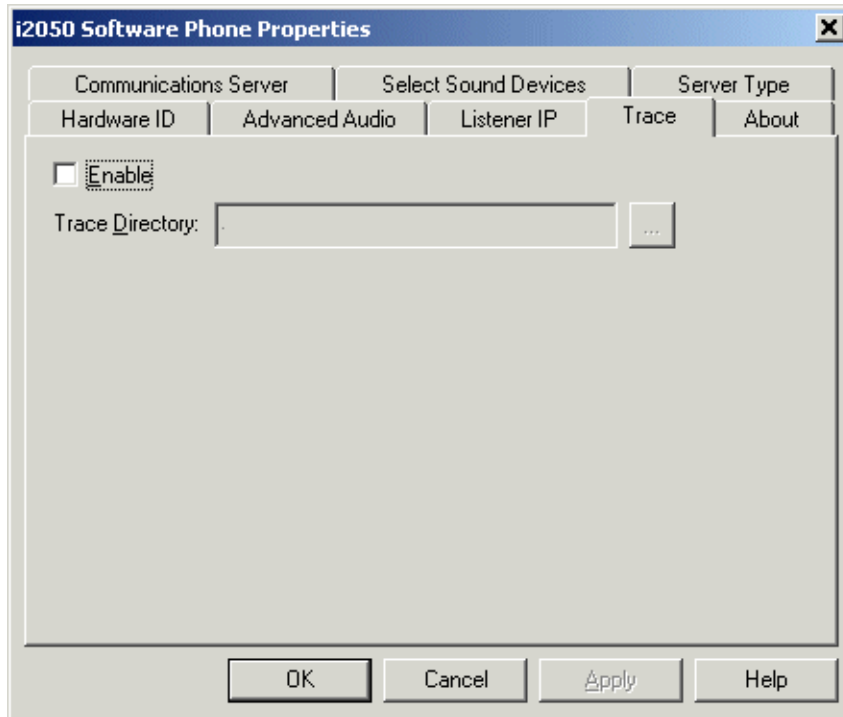 i2050 Software Phone Properties
Communications Server Select Sound Devices Server Type
Hardware ID Advanced Audio Listener IP Trace About
Enable
Trace Directory: .
...
OK Cancel Apply Help